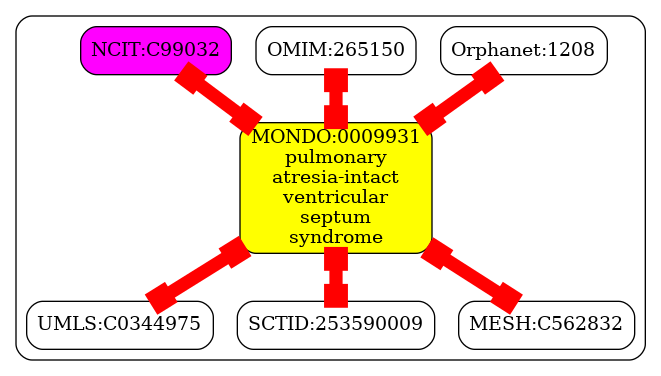 NCIT:C99032
OMIM:265150
Orphanet:1208
MONDO:0009931
pulmonary
atresia-intact
ventricular
septum
syndrome
UMLS:C0344975
SCTID:253590009
MESH:C562832